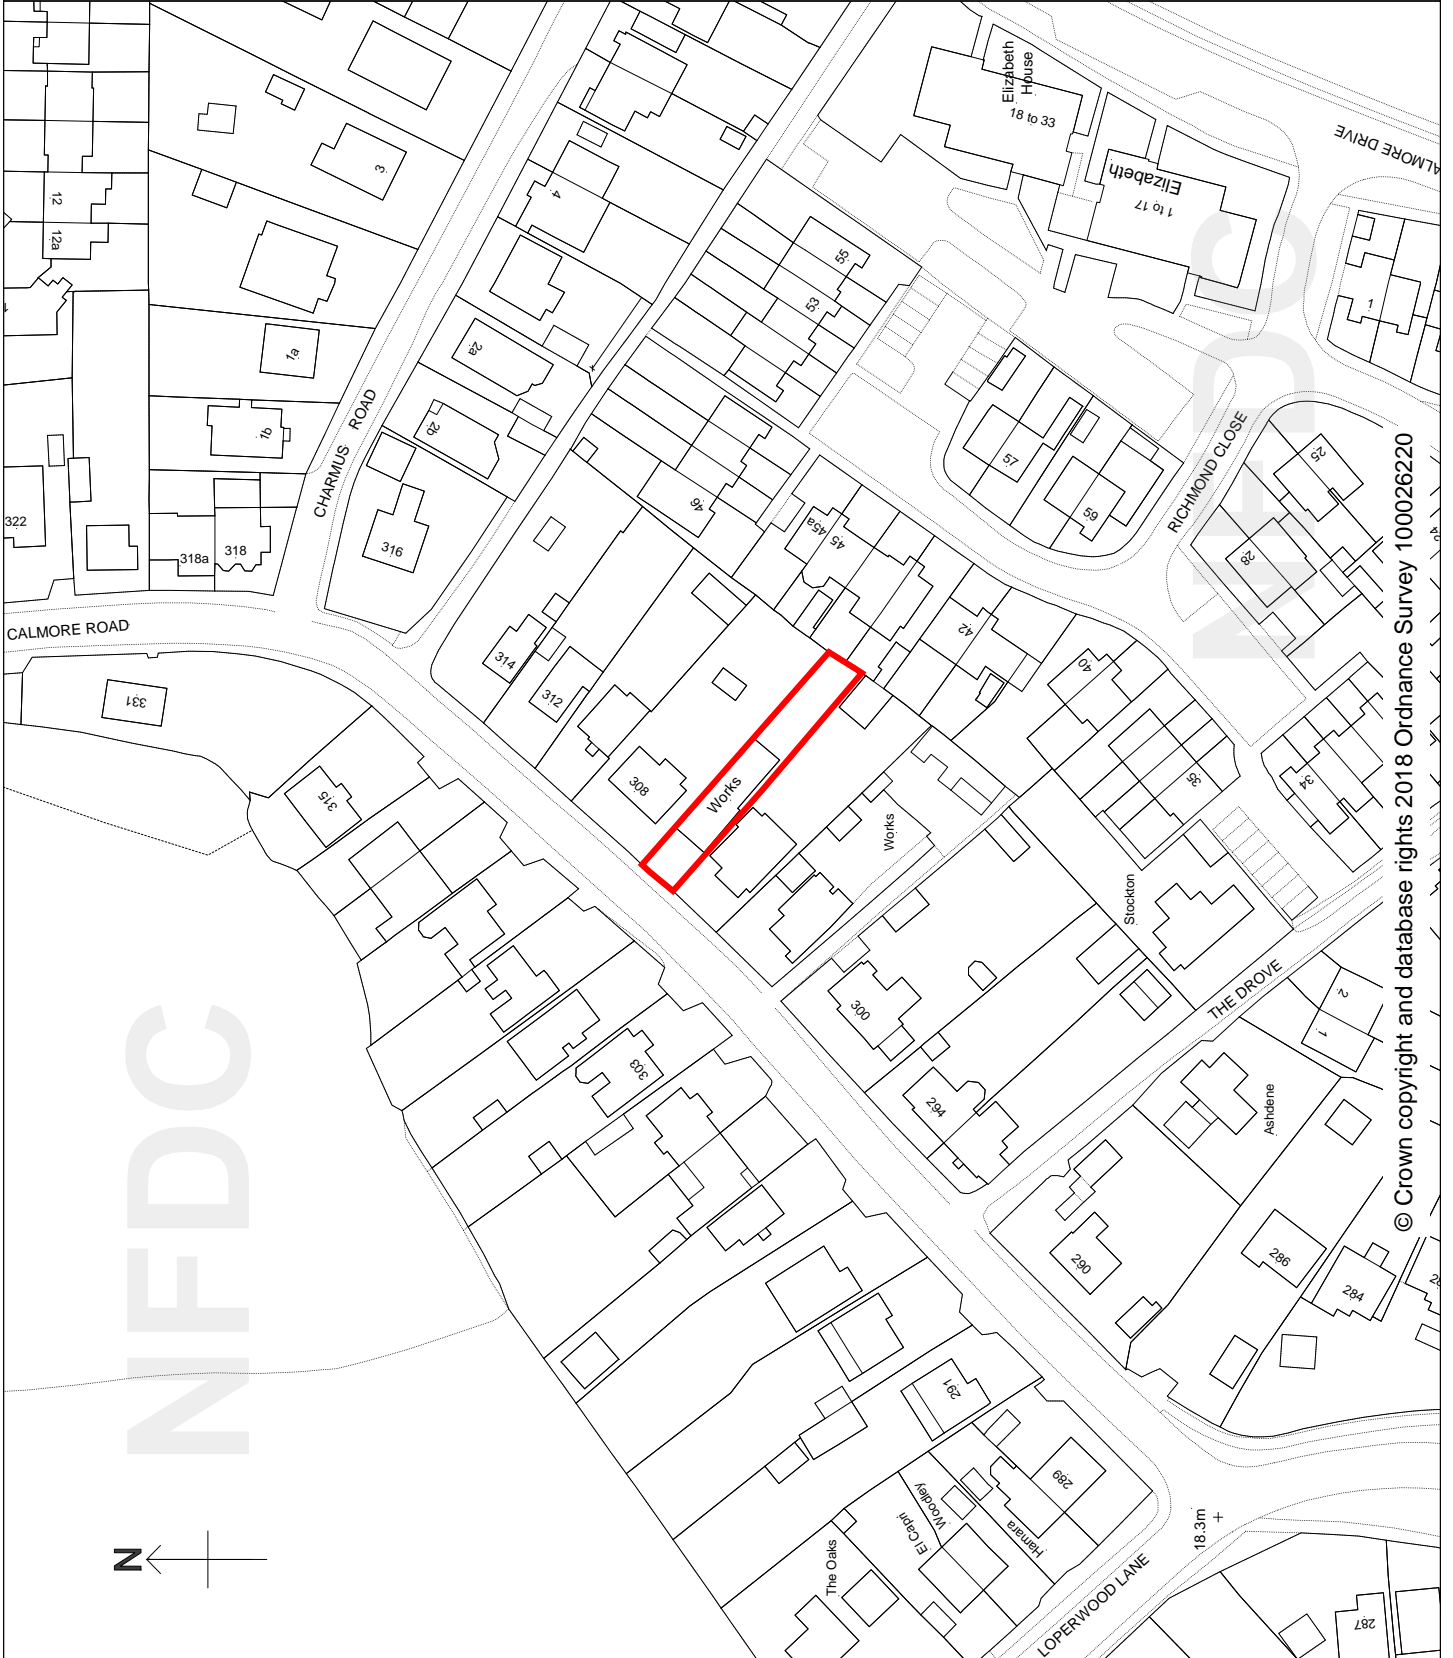 Elizabeth
House
18 to 33
CALMORE DRIVE
Elizabeth
1 to 17
NFDC
12
12a
3
4
55
53
1
1a
2a
1b
2b
CHARMUS ROAD
322
318a
318
316
46
45a
45
57
59
RICHMOND CLOSE
25
28
CALMORE ROAD
331
314
312
42
40
308
Works
315
35
34
Works
Stockton
300
THE DROVE
2
1
303
294
Ashdene
290
286
284
NFDC
291
289
Woodley
El Capri
Hamara
The Oaks
18.3m
LOPERWOOD LANE
287
N
© Crown copyright and database rights 2018 Ordnance Survey 100026220